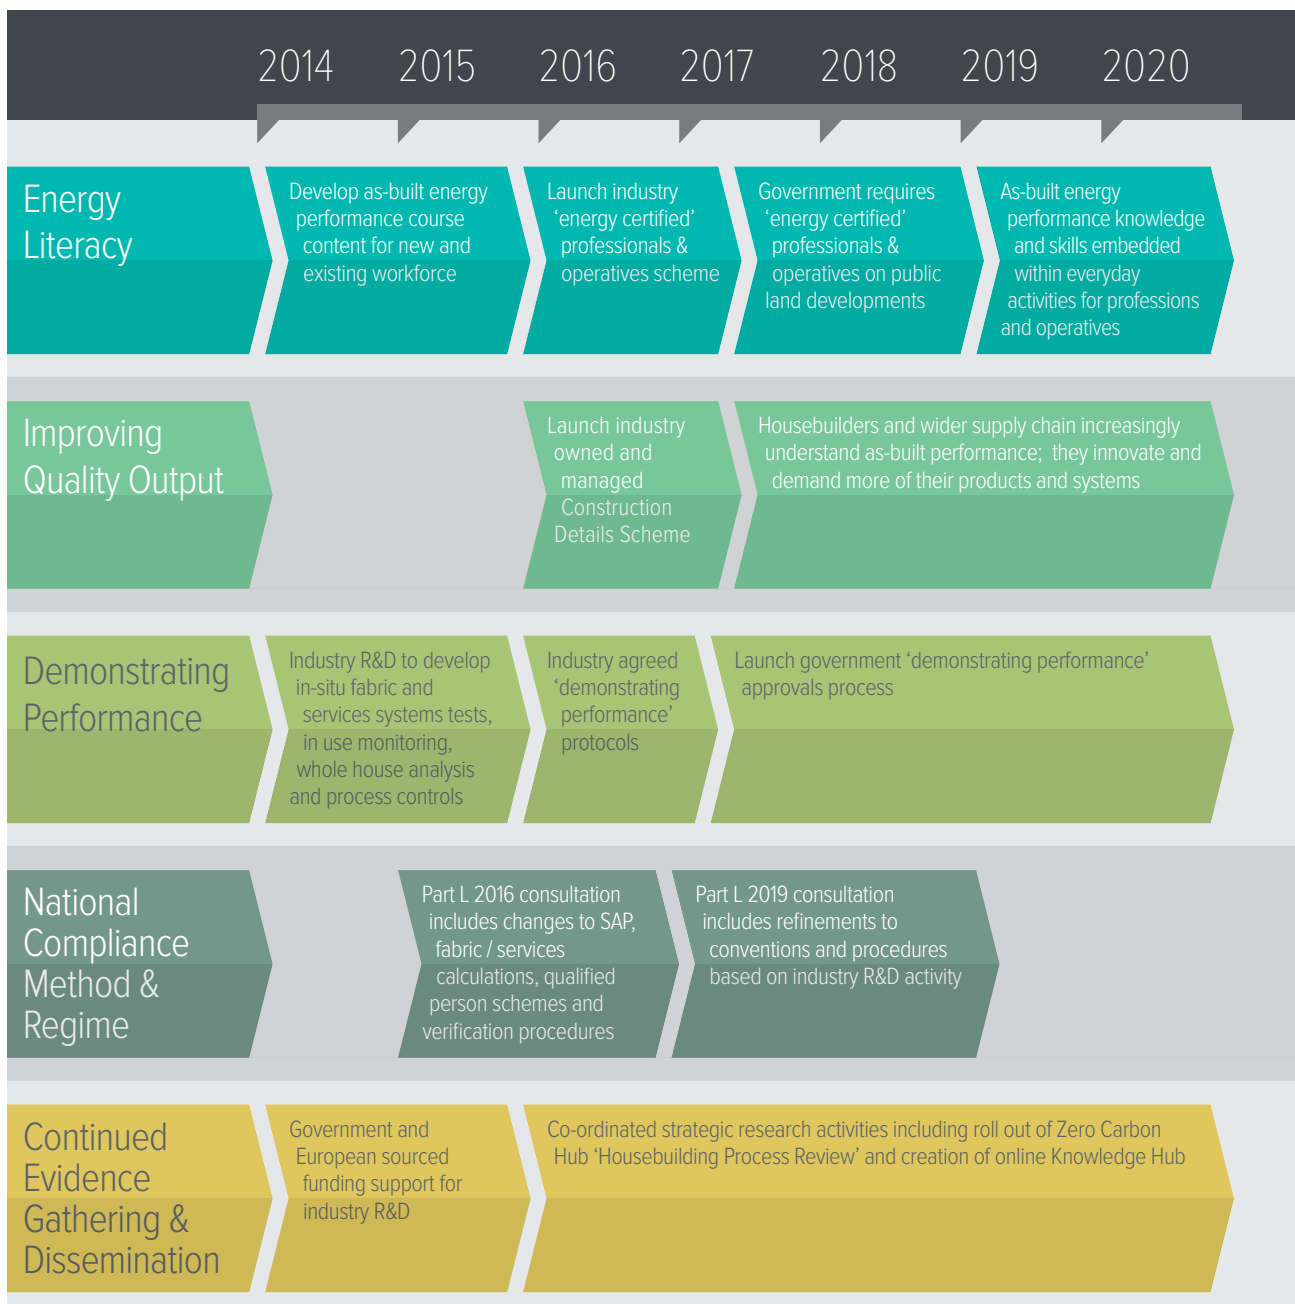 2014 2015 2016 2017 2018 2019 2020
Energy
Literacy
Develop as-built energy
performance course
content for new and
existing workforce
Launch industry
‘energy certified’
professionals &
operatives scheme
Government requires
‘energy certified’
professionals &
operatives on public
land developments
As-built energy
performance knowledge
and skills embedded
within everyday
activities for professions
and operatives
Improving
Quality Output
Launch industry
owned and
managed
Construction
Details Scheme
Housebuilders and wider supply chain increasingly
understand as-built performance; they innovate and
demand more of their products and systems
Demonstrating
Performance
Industry R&D to develop
in-situ fabric and
services systems tests,
in use monitoring,
whole house analysis
and process controls
Industry agreed
‘demonstrating
performance’
protocols
Launch government ‘demonstrating performance’
approvals process
National
Compliance
Method &
Regime
Part L 2016 consultation
includes changes to SAP,
fabric / services
calculations, qualified
person schemes and
verification procedures
Part L 2019 consultation
includes refinements to
conventions and procedures
based on industry R&D activity
Continued
Evidence
Gathering &
Dissemination
Government and
European sourced
funding support for
industry R&D
Co-ordinated strategic research activities including roll out of Zero Carbon
Hub ‘Housebuilding Process Review’ and creation of online Knowledge Hub